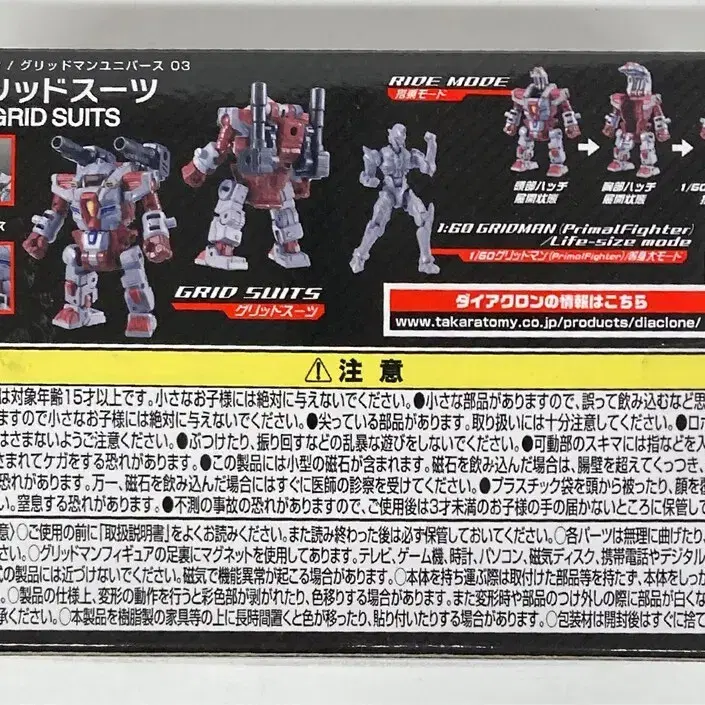 / グリッドマンユニバース 03
リッドスーツ
GRID SUITS
RIDE MODE
搭乗モード
頭部ハッチ
展開状態
胸部ハッチ
展開状態
1/60
1:60 GRIDMAN (PrimalFighter)
/Life-size mode
1/60グリッドマン(PrimalFighter)/等身大モード
GRID SUITS
グリッドスーツ
ダイアクロンの情報はこちら
www.takaratomy.co.jp/products/diaclone/
⚠注 意
は対象年齢15才以上です。小さなお子様には絶対に与えないでください。●小さな部品がありますので、誤って飲み込むなど思
ますので小さなお子様には絶対に与えないでください。●尖っている部品があります。取り扱いには十分注意してください。●ロボ
はさまないようご注意ください。●ぶつけたり、振り回すなどの乱暴な遊びをしないでください。●可動部のスキマには指などを入
さまれてケガをする恐れがあります。●この製品には小型の磁石が含まれます。磁石を飲み込んだ場合は、腸壁を超えてくっつき、
る恐れがあります。万一、磁石を飲み込んだ場合にはすぐに医師の診察を受けてください。●プラスチック袋を頭から被ったり、顔を覆
、窒息する恐れがあります。●不測の事故の恐れがありますので、ご使用後は3才未満のお子様の手の届かないところに保管して
意〉○ご使用の前に「取扱説明書」をよくお読みください。また読み終わった後は必ず保管しておいてください。○各パーツは無理に曲げたり、
○グリッドマンフィギュアの足裏にマグネットを使用してあります。テレビ、ゲーム機、時計、パソコン、磁気ディスク、携帯電話やデジタル
式の製品には近づけないでください。磁気で機能異常が起こる場合があります。○本体を持ち運ぶ際は取付けた部品等を持たず、本体をしっか
。○製品の仕様上、変形の動作を行うと彩色部が剥がれたり、色移りする場合があります。また変形時や部品のつけ外しの際に部品が白くな
承ください。○本製品を樹脂製の家具等の上に長時間置くと色が移ったり、貼り付いたりする場合があります。○包装材は開封後はすぐに捨て